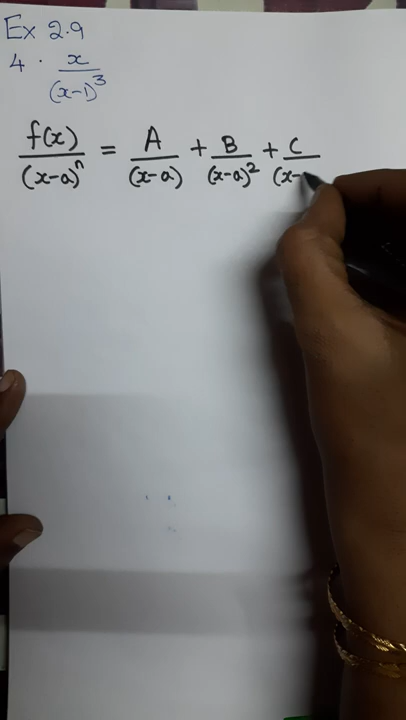 Ex 2.9
4. x/(x-1)^3
f(x)/(x-a)^n = A/(x-a) + B/(x-a)^2 + C/(x-